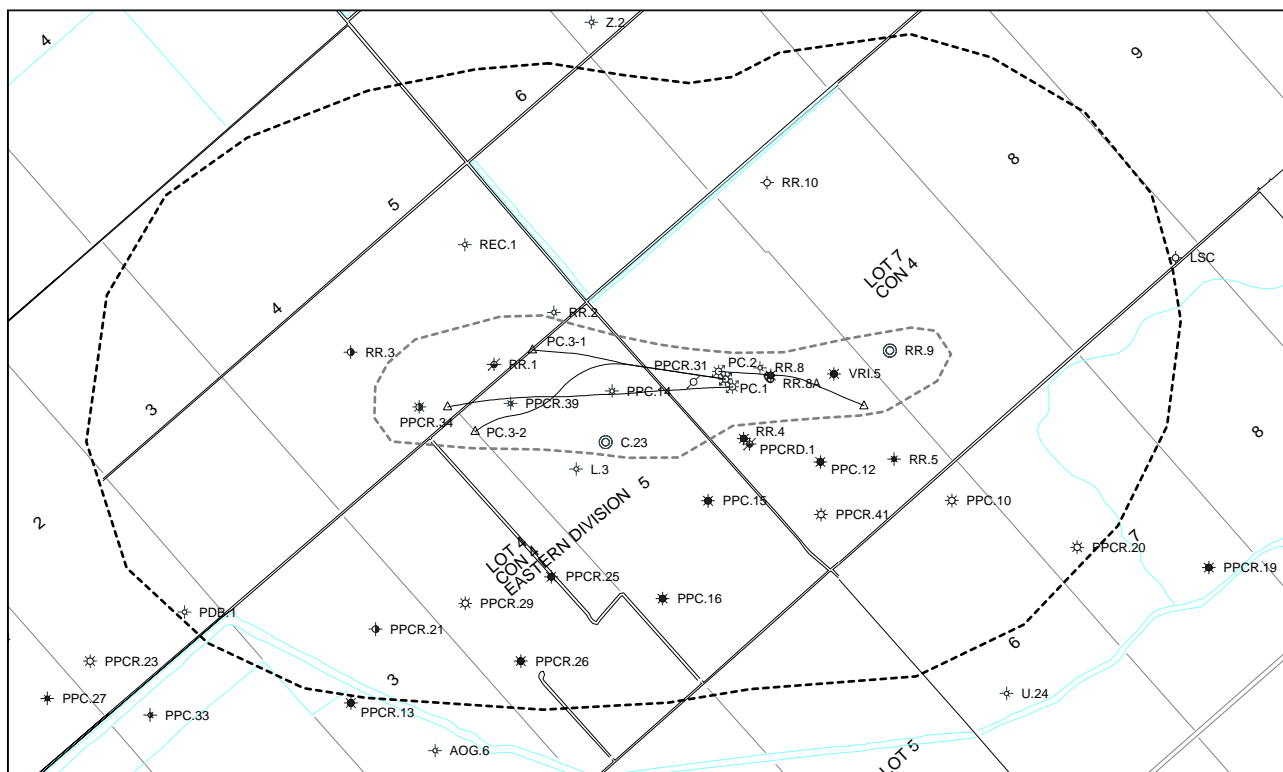 Z.2
4
9
6
8
RR.10
5
REC.1
LSC
LOT 7
CON 4
4
RR.2
PC.3-1
RR.3
RR.1
PPCR.31
PC.2
RR.8
RR.9
VRI.5
RR.8A
PC.1
PPC.14
PPCR.39
3
PPCR.34
PC.3-2
C.23
RR.4
PPCRD.1
8
PPC.12
RR.5
L.3
5
PPC.15
PPC.10
PPCR.41
2
7
PPCR.20
LOT 4
CON 4
EASTERN DIVISION
PPCR.19
PPCR.25
PPC.16
PPCR.29
PDB.1
PPCR.21
6
PPCR.23
PPCR.26
3
U.24
PPC.27
PPCR.13
PPC.33
AOG.6
LOT 5